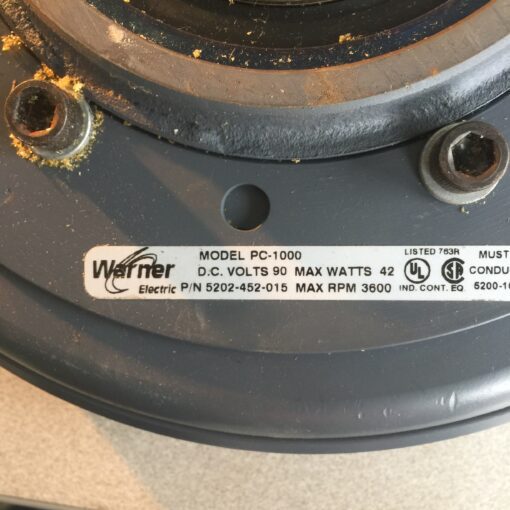 Warner Electric
MODEL PC-1000
D.C. VOLTS 90 MAX WATTS 42
P/N 5202-452-015 MAX RPM 3600
LISTED 763R
UL
IND. CONT. EQ.
MUST
CONDU